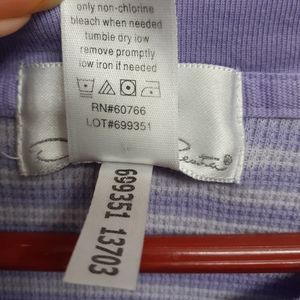 only non-chlorine
bleach when needed
tumble dry low
remove promptly
low iron if needed
RN#60766
LOT#699351
699351 13703